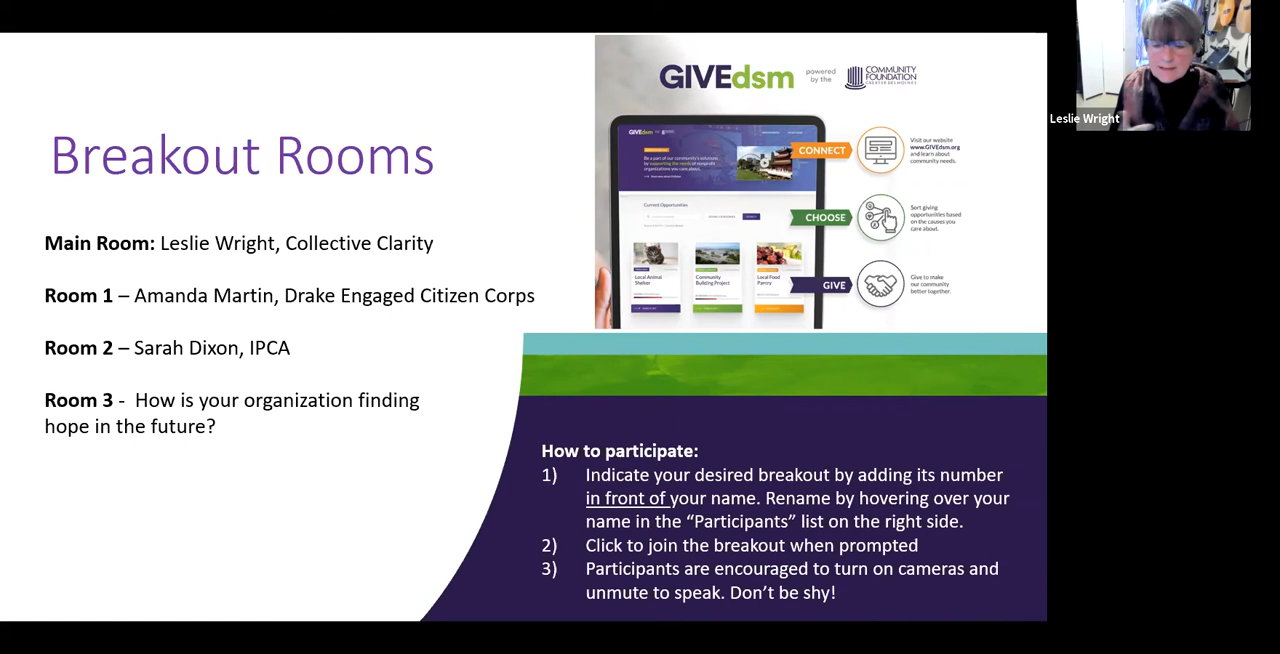 Breakout Rooms
Main Room: Leslie Wright, Collective Clarity
Room 1 – Amanda Martin, Drake Engaged Citizen Corps
Room 2 – Sarah Dixon, IPCA
Room 3 - How is your organization finding
hope in the future?
GIVEdsm
powered
by the
COMMUNITY
FOUNDATION
GREATER DES MOINES
GIVEdsm
Be a part of our community's solutions
by supporting the needs of nonprofit
organizations you care about.
Current Opportunities
Local Animal
Shelter
Community
Building Project
Local Food
Pantry
CONNECT
Visit our website
www.GIVEdsm.org
and learn about
community needs.
CHOOSE
Sort giving
opportunities based
on the causes you
care about.
GIVE
Give to make
our community
better together.
How to participate:
1) Indicate your desired breakout by adding its number
in front of your name. Rename by hovering over your
name in the “Participants” list on the right side.
2) Click to join the breakout when prompted
3) Participants are encouraged to turn on cameras and
unmute to speak. Don’t be shy!
Leslie Wright